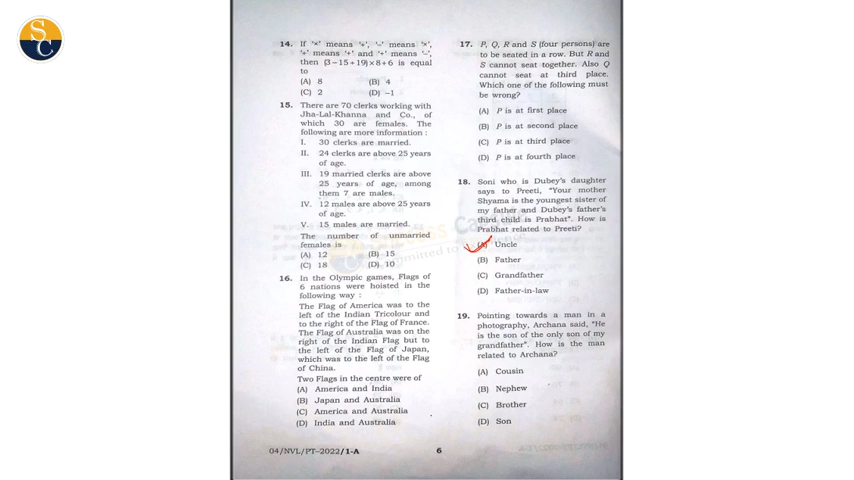 S
C
14. If '×' means '÷', '–' means '×',
'÷' means '+' and '+' means '–',
then (3–15÷19)×8+6 is equal
to
(A) 8
(B) 4
(C) 2
(D) –1
15. There are 70 clerks working with
Jha-Lal-Khanna and Co., of
which 30 are females. The
following are more information :
I. 30 clerks are married.
II. 24 clerks are above 25 years
of age.
III. 19 married clerks are above
25 years of age, among
them 7 are males.
IV. 12 males are above 25 years
of age.
V. 15 males are married.
The number of unmarried
females is
(A) 12
(B) 15
(C) 18
(D) 10
16. In the Olympic games, Flags of
6 nations were hoisted in the
following way :
The Flag of America was to the
left of the Indian Tricolour and
to the right of the Flag of France.
The Flag of Australia was on the
right of the Indian Flag but to
the left of the Flag of Japan,
which was to the left of the Flag
of China.
Two Flags in the centre were of
(A) America and India
(B) Japan and Australia
(C) America and Australia
(D) India and Australia
04/NVL/PT–2022/1-A
6
17. P, Q, R and S (four persons) are
to be seated in a row. But R and
S cannot seat together. Also Q
cannot seat at third place.
Which one of the following must
be wrong?
(A) P is at first place
(B) P is at second place
(C) P is at third place
(D) P is at fourth place
18. Soni who is Dubey's daughter
says to Preeti, "Your mother
Shyama is the youngest sister of
my father and Dubey's father's
third child is Prabhat". How is
Prabhat related to Preeti?
(A) Uncle
(B) Father
(C) Grandfather
(D) Father-in-law
19. Pointing towards a man in a
photography, Archana said, "He
is the son of the only son of my
grandfather". How is the man
related to Archana?
(A) Cousin
(B) Nephew
(C) Brother
(D) Son